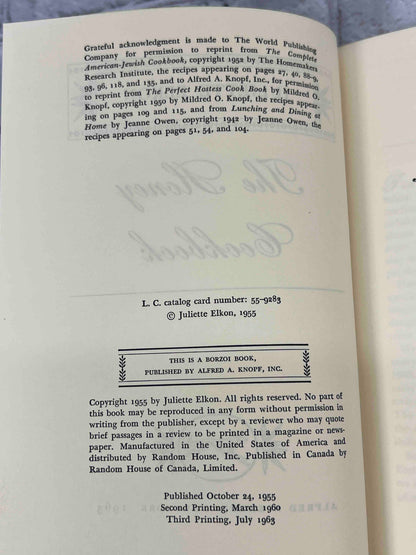 Grateful acknowledgment is made to The World Publishing
Company for permission to reprint from The Complete
American-Jewish Cookbook, copyright 1952 by The Homemakers
Research Institute, the recipes appearing on pages 27, 40, 88-9,
93, 96, 118, and 135, and to Alfred A. Knopf, Inc., for permission
to reprint from The Perfect Hostess Cook Book by Mildred O.
Knopf, copyright 1950 by Mildred O. Knopf, the recipes appear-
ing on pages 109 and 115, and from Lunching and Dining at
Home by Jeanne Owen, copyright 1942 by Jeanne Owen, the
recipes appearing on pages 51, 54, and 104.
The Honey
Cookbook
L. C. catalog card number: 55-9283
© Juliette Elkon, 1955
THIS IS A BORZOI BOOK,
PUBLISHED BY ALFRED A. KNOPF, INC.
Copyright 1955 by Juliette Elkon. All rights reserved. No part of
this book may be reproduced in any form without permission in
writing from the publisher, except by a reviewer who may quote
brief passages in a review to be printed in a magazine or news-
paper. Manufactured in the United States of America and
distributed by Random House, Inc. Published in Canada by
Random House of Canada, Limited.
Published October 24, 1955
Second Printing, March 1960
Third Printing, July 1963